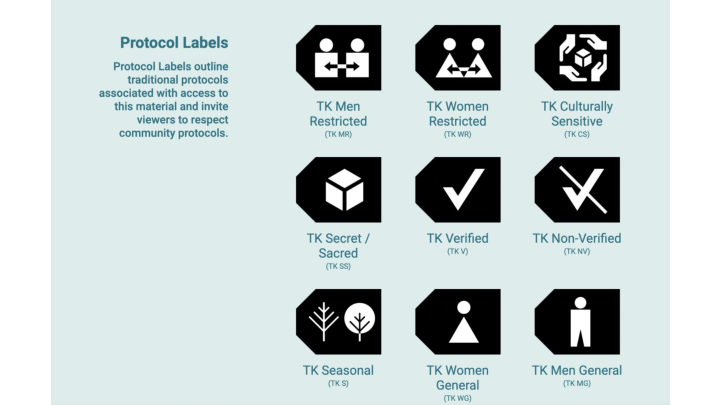 Protocol Labels
Protocol Labels outline
traditional protocols
associated with access to
this material and invite
viewers to respect
community protocols.
TK Men
Restricted
(TK MR)
TK Women
Restricted
(TK WR)
TK Culturally
Sensitive
(TK CS)
TK Secret /
Sacred
(TK SS)
TK Verified
(TK V)
TK Non-Verified
(TK NV)
TK Seasonal
(TK S)
TK Women
General
(TK WG)
TK Men General
(TK MG)